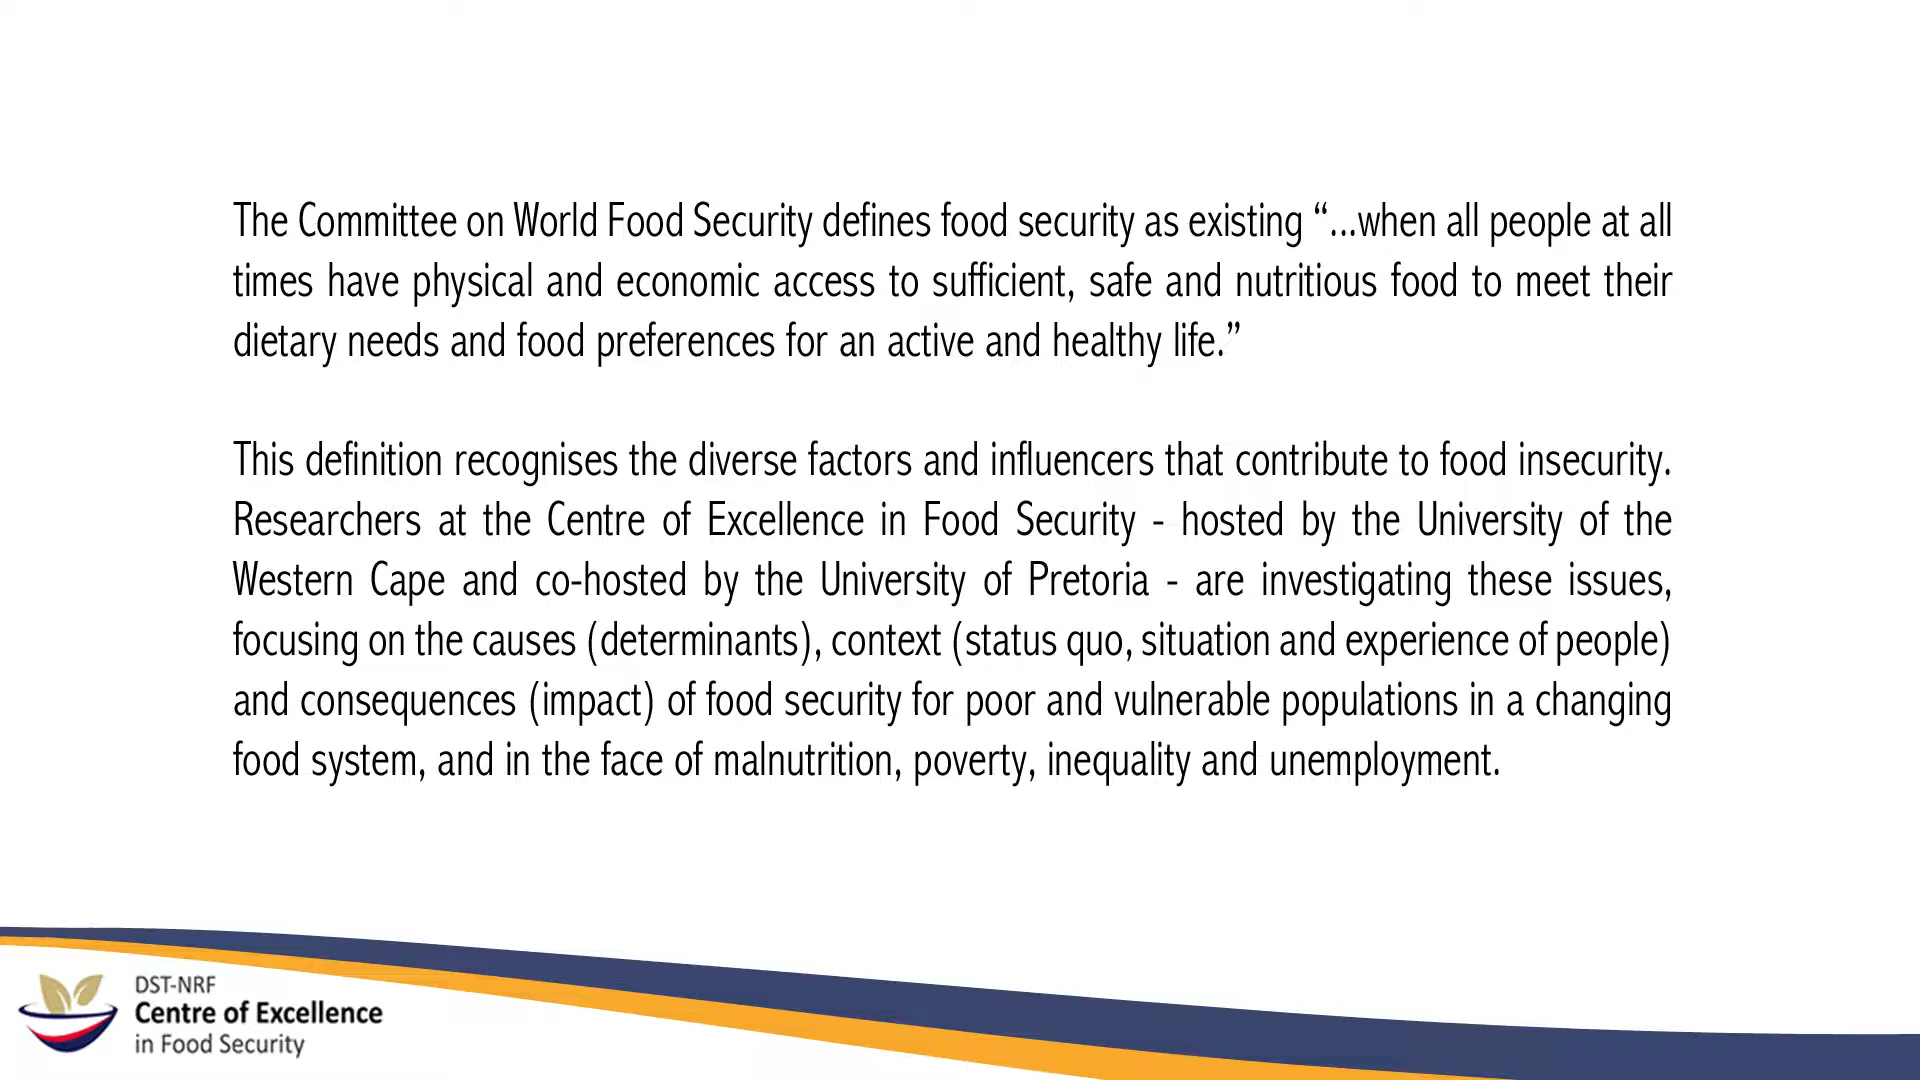 The Committee on World Food Security defines food security as existing “...when all people at all
times have physical and economic access to sufficient, safe and nutritious food to meet their
dietary needs and food preferences for an active and healthy life.”
This definition recognises the diverse factors and influencers that contribute to food insecurity.
Researchers at the Centre of Excellence in Food Security - hosted by the University of the
Western Cape and co-hosted by the University of Pretoria - are investigating these issues,
focusing on the causes (determinants), context (status quo, situation and experience of people)
and consequences (impact) of food security for poor and vulnerable populations in a changing
food system, and in the face of malnutrition, poverty, inequality and unemployment.
DST-NRF
Centre of Excellence
in Food Security